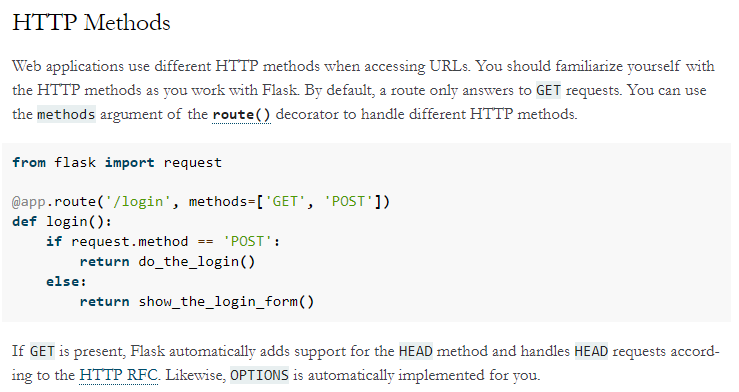 HTTP Methods
Web applications use different HTTP methods when accessing URLs. You should familiarize yourself with
the HTTP methods as you work with Flask. By default, a route only answers to GET requests. You can use
the methods argument of the route() decorator to handle different HTTP methods.
from flask import request
@app.route('/login', methods=['GET', 'POST'])
def login():
    if request.method == 'POST':
        return do_the_login()
    else:
        return show_the_login_form()
If GET is present, Flask automatically adds support for the HEAD method and handles HEAD requests accord-
ing to the HTTP RFC. Likewise, OPTIONS is automatically implemented for you.